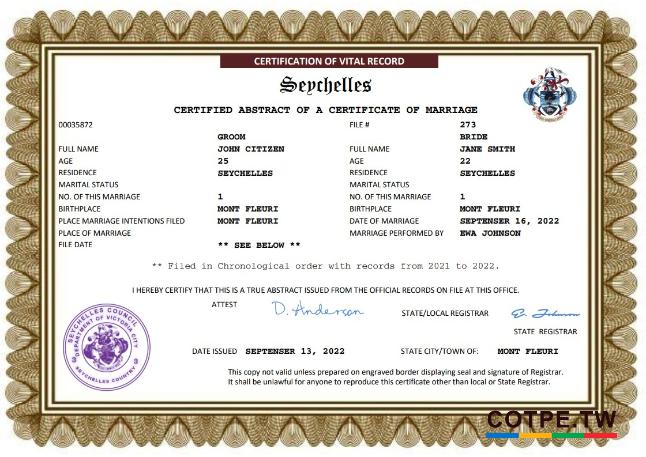 CERTIFICATION OF VITAL RECORD
Seychelles
CERTIFIED ABSTRACT OF A CERTIFICATE OF MARRIAGE
00035872 FILE # 273
GROOM BRIDE
FULL NAME JOHN CITIZEN FULL NAME JANE SMITH
AGE 25 AGE 22
RESIDENCE SEYCHELLES RESIDENCE SEYCHELLES
MARITAL STATUS MARITAL STATUS
NO. OF THIS MARRIAGE 1 NO. OF THIS MARRIAGE 1
BIRTHPLACE MONT FLEURI BIRTHPLACE MONT FLEURI
PLACE MARRIAGE INTENTIONS FILED MONT FLEURI DATE OF MARRIAGE SEPTENSER 16, 2022
PLACE OF MARRIAGE MARRIAGE PERFORMED BY EWA JOHNSON
FILE DATE ** SEE BELOW **
** Filed in Chronological order with records from 2021 to 2022.
I HEREBY CERTIFY THAT THIS IS A TRUE ABSTRACT ISSUED FROM THE OFFICIAL RECORDS ON FILE AT THIS OFFICE.
ATTEST D. Anderson STATE/LOCAL REGISTRAR E. Johnson
STATE REGISTRAR
DATE ISSUED SEPTENSER 13, 2022 STATE CITY/TOWN OF: MONT FLEURI
This copy not valid unless prepared on engraved border displaying seal and signature of Registrar.
It shall be unlawful for anyone to reproduce this certificate other than local or State Registrar.
SEYCHELLES COUNCIL
DEPARTMENT OF VICTORIA CITY
SEYCHELLES COUNTRY
COTPE.TW